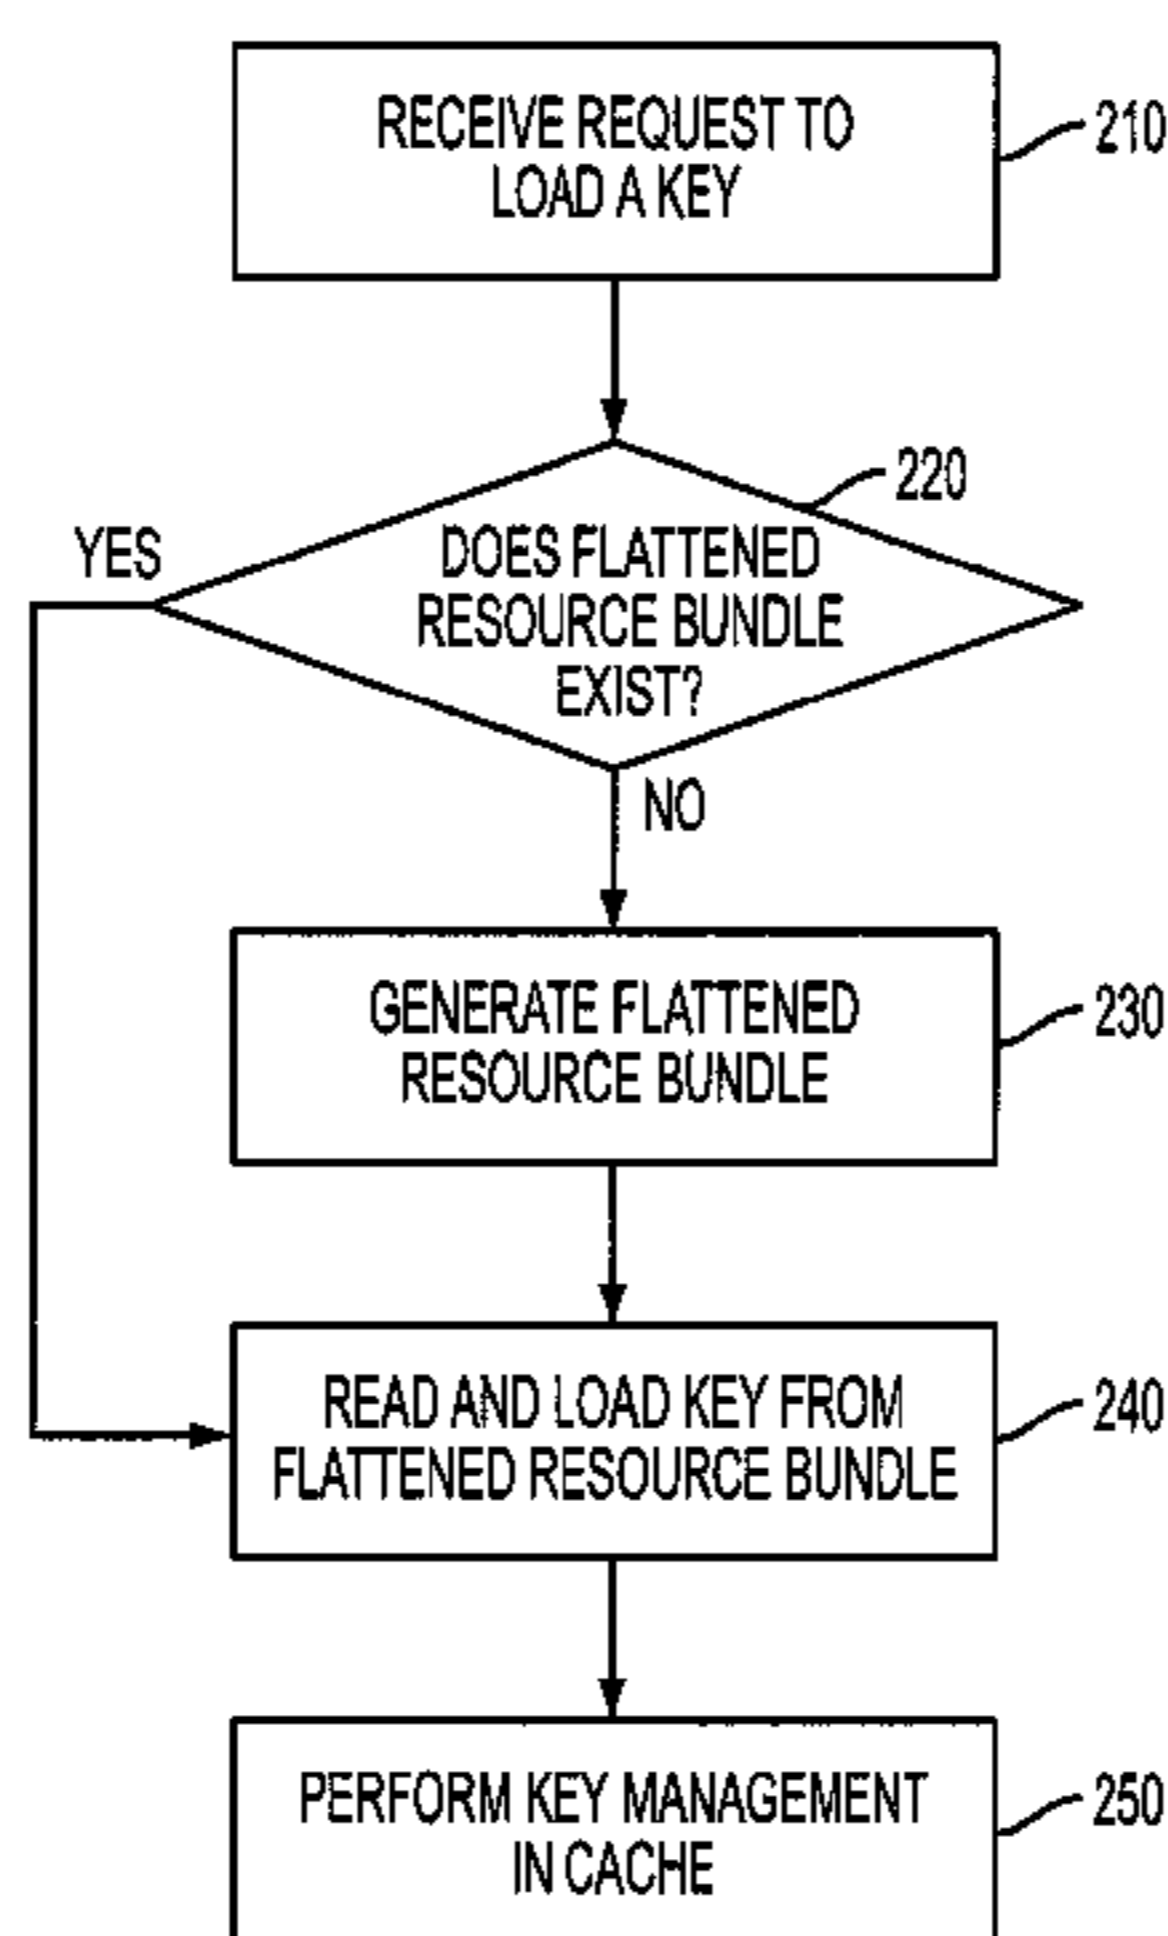 RECEIVE REQUEST TO
LOAD A KEY
210
220
YES
DOES FLATTENED
RESOURCE BUNDLE
EXIST?
NO
GENERATE FLATTENED
RESOURCE BUNDLE
230
READ AND LOAD KEY FROM
FLATTENED RESOURCE BUNDLE
240
PERFORM KEY MANAGEMENT
IN CACHE
250